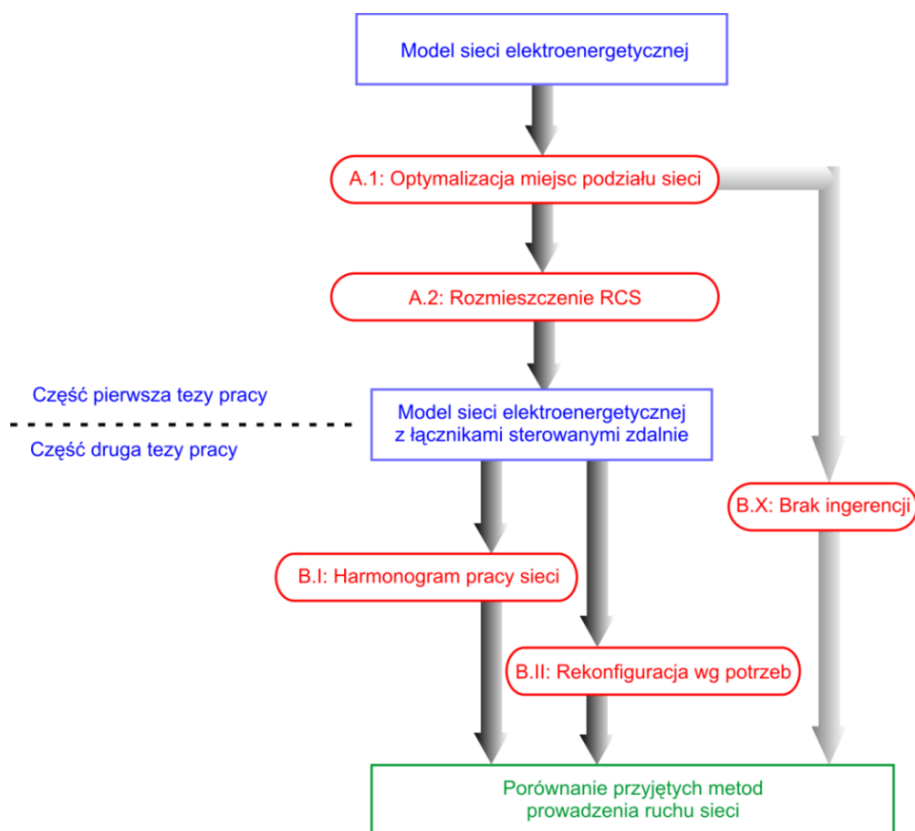 Model sieci elektroenergetycznej
A.1: Optymalizacja miejsc podziału sieci
A.2: Rozmieszczenie RCS
Część pierwsza tezy pracy
Część druga tezy pracy
Model sieci elektroenergetycznej
z łącznikami sterowanymi zdalnie
B.X: Brak ingerencji
B.I: Harmonogram pracy sieci
B.II: Rekonfiguracja wg potrzeb
Porównanie przyjętych metod
prowadzenia ruchu sieci